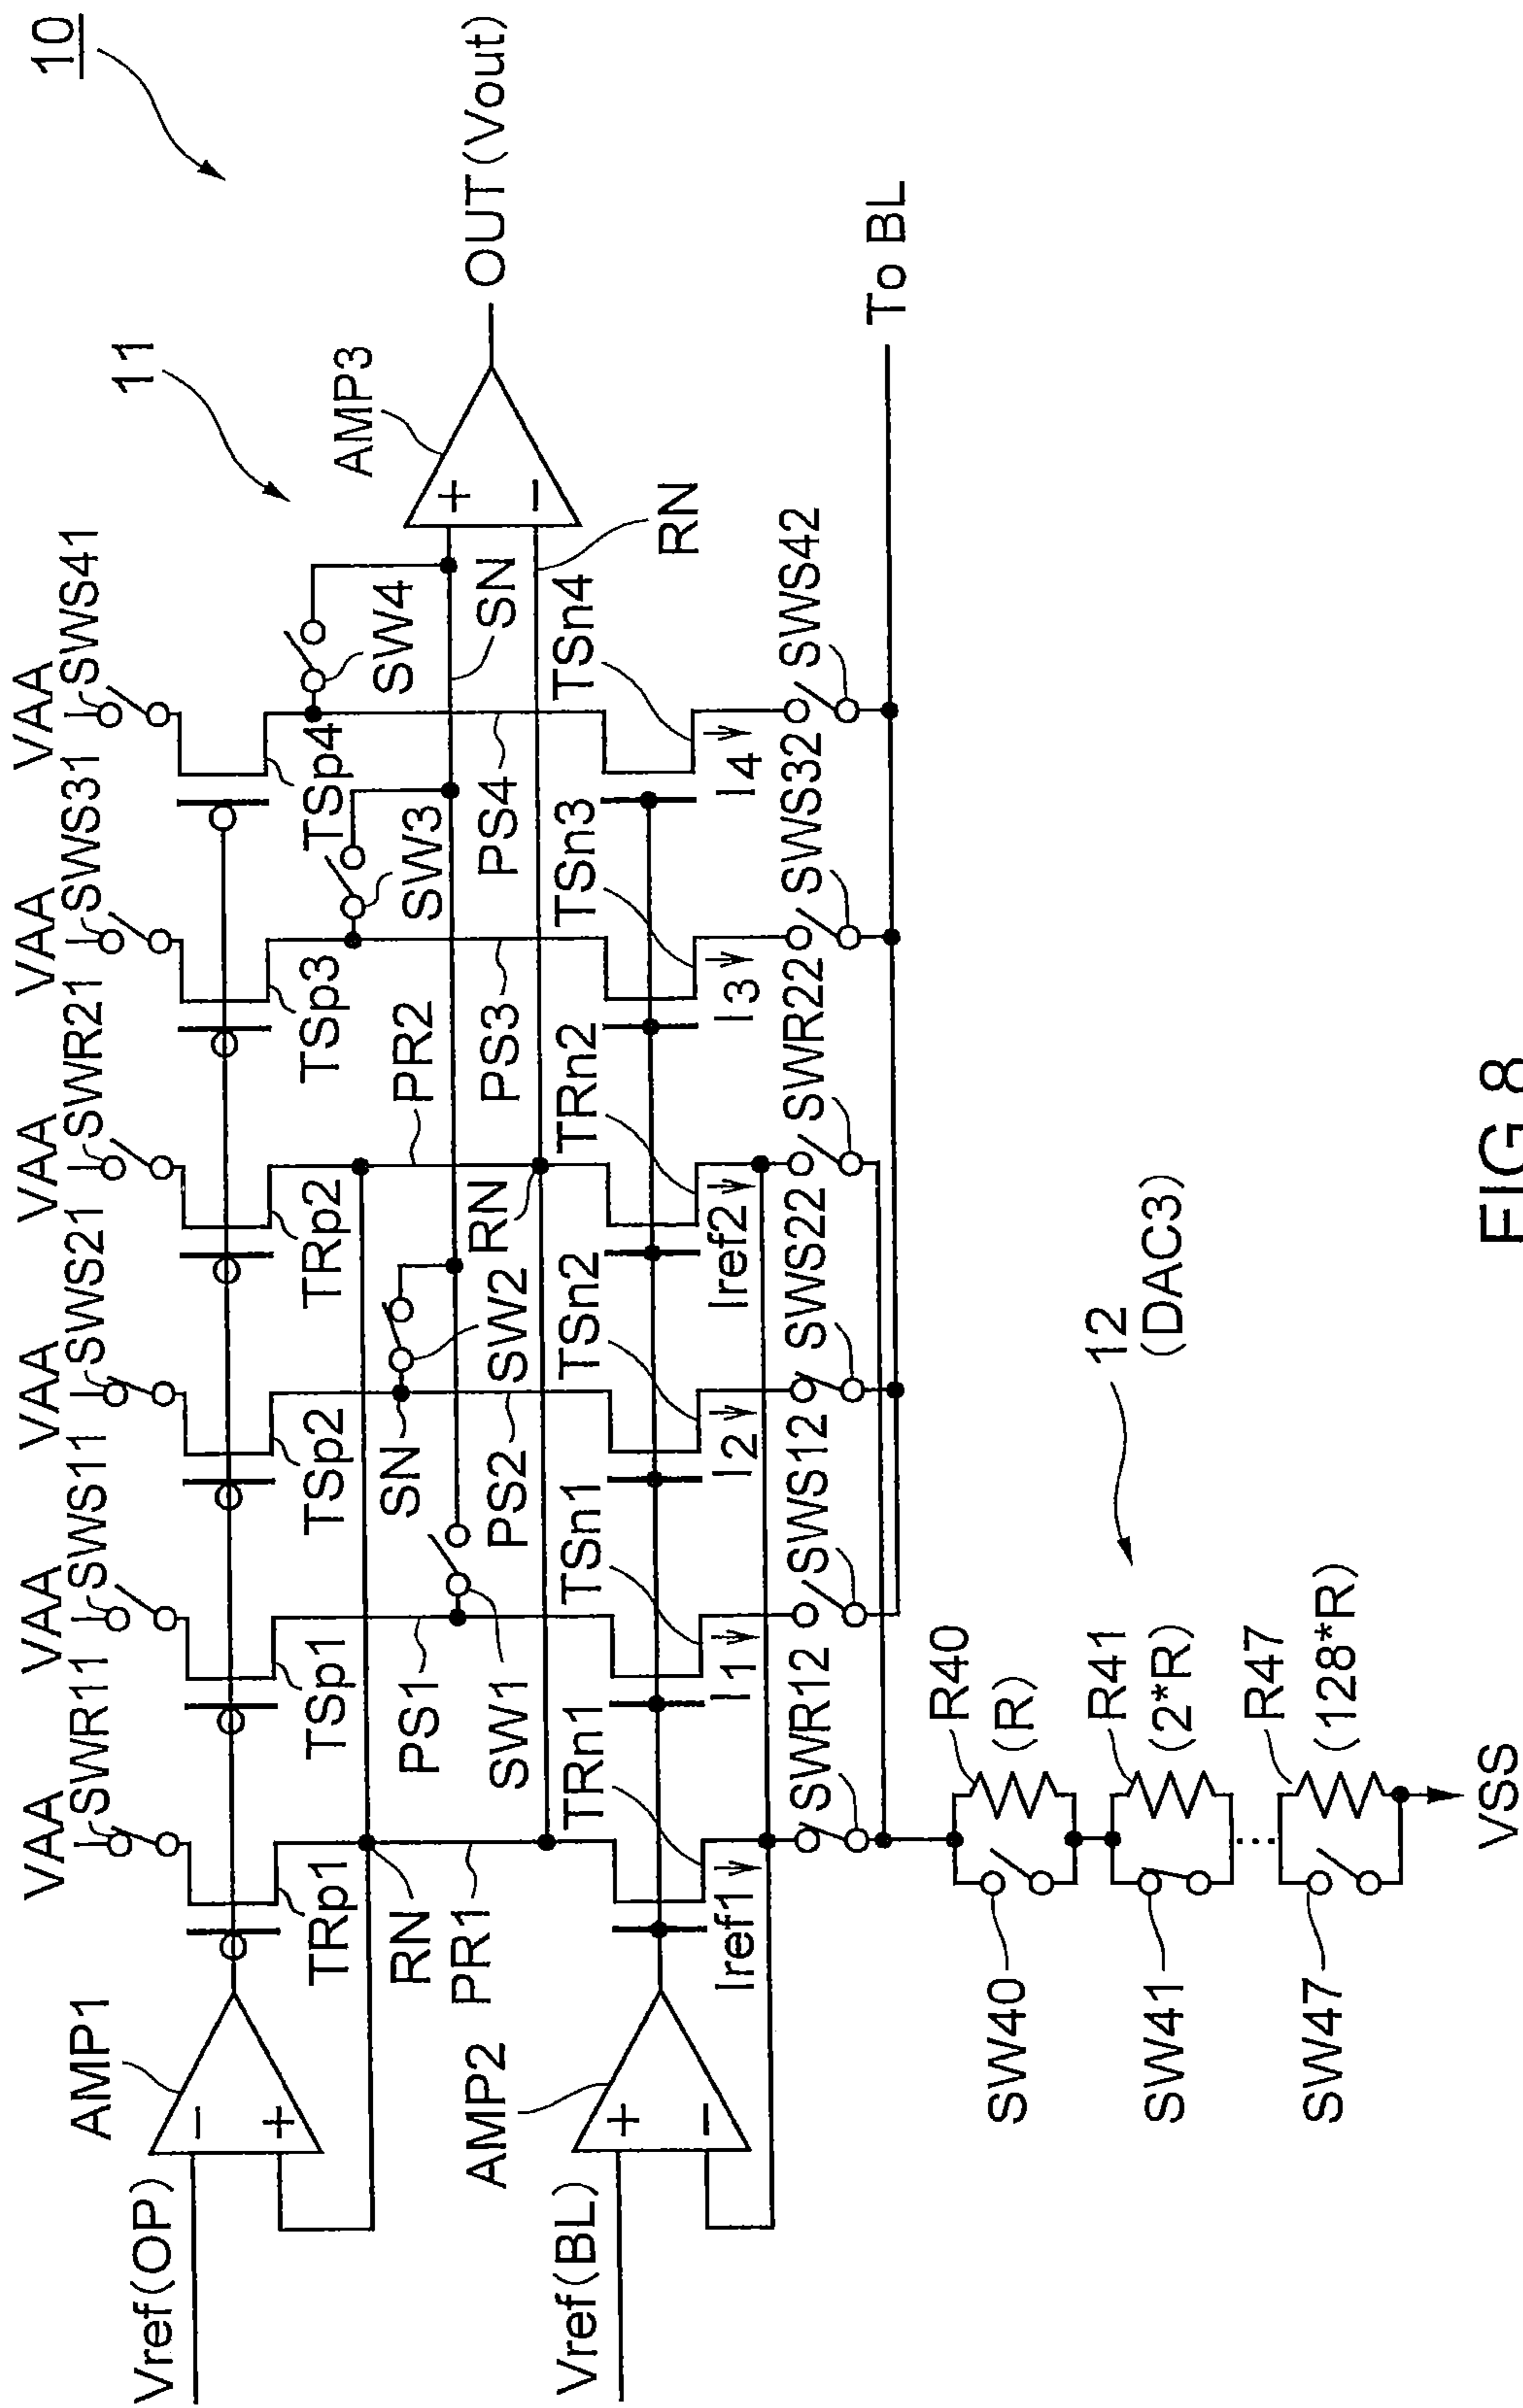 10
11
VAA
VAA
VAA
VAA
VAA
VAA
SWR11
SWS11
SWS21
SWR21
SWS31
SWS41
AMP1
Vref(OP)
−
+
TRp1
TSp1
TSp2
TRp2
TSp3
TSp4
AMP3
+
−
OUT(Vout)
RN
PR1
PS1
SW1
SN
PS2
SW2
RN
PR2
PS3
SW3
PS4
SW4
SN
RN
AMP2
Vref(BL)
+
−
TRn1
TSn1
TSn2
TRn2
TSn3
TSn4
Iref1
I1
I2
Iref2
I3
I4
SWR12
SWS12
SWS22
SWR22
SWS32
SWS42
To BL
R40
(R)
SW40
R41
(2*R)
SW41
R47
(128*R)
SW47
VSS
12
(DAC3)
FIG.8